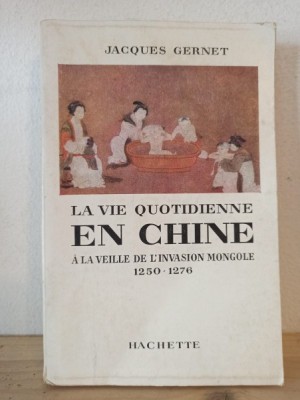 JACQUES GERNET
LA VIE QUOTIDIENNE
EN CHINE
À LA VEILLE DE L'INVASION MONGOLE
1250 - 1276
HACHETTE